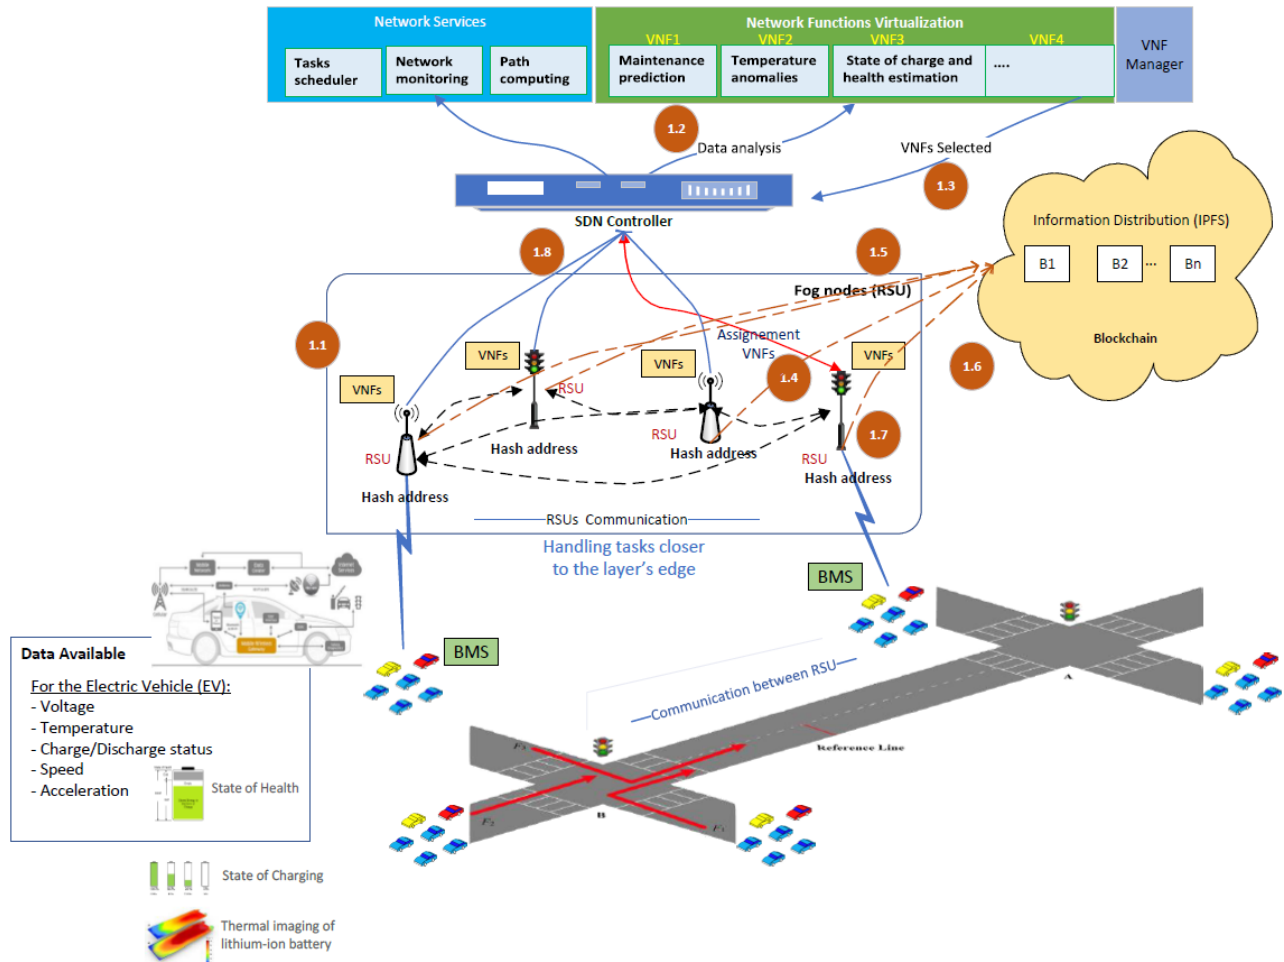 Network Services
Network Functions Virtualization
VNF1
VNF2
VNF3
VNF4
VNF
Manager
Tasks
scheduler
Network
monitoring
Path
computing
Maintenance
prediction
Temperature
anomalies
State of charge and
health estimation
....
1.2
Data analysis
VNFs Selected
1.3
SDN Controller
1.8
1.5
Information Distribution (IPFS)
B1
B2
...
Bn
Blockchain
Fog nodes (RSU)
1.1
Assignement
VNFs
1.4
1.6
VNFs
VNFs
VNFs
VNFs
RSU
RSU
RSU
RSU
1.7
Hash address
Hash address
Hash address
Hash address
RSUs Communication
Handling tasks closer
to the layer's edge
BMS
BMS
Data Available
For the Electric Vehicle (EV):
- Voltage
- Temperature
- Charge/Discharge status
- Speed
- Acceleration
State of Health
Communication between RSU
Reference Line
A
B
F3
F2
F1
State of Charging
Thermal imaging of
lithium-ion battery